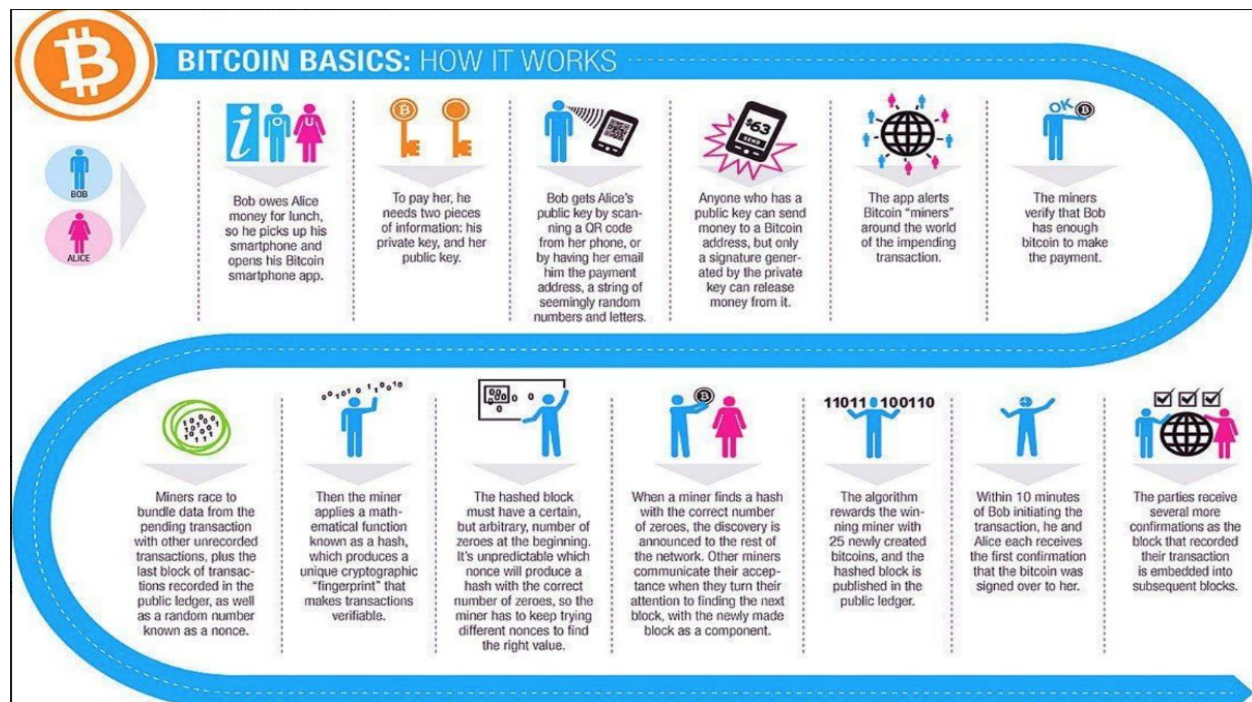 BITCOIN BASICS: HOW IT WORKS
BOB
ALICE
i O U
Bob owes Alice
money for lunch,
so he picks up his
smartphone and
opens his Bitcoin
smartphone app.
To pay her, he
needs two pieces
of information: his
private key, and her
public key.
Bob gets Alice's
public key by scan-
ning a QR code
from her phone, or
by having her email
him the payment
address, a string of
seemingly random
numbers and letters.
$63
SEND
Anyone who has a
public key can send
money to a Bitcoin
address, but only
a signature gener-
ated by the private
key can release
money from it.
The app alerts
Bitcoin “miners”
around the world
of the impending
transaction.
OK
The miners
verify that Bob
has enough
bitcoin to make
the payment.
Miners race to
bundle data from the
pending transaction
with other unrecorded
transactions, plus the
last block of transac-
tions recorded in the
public ledger, as well
as a random number
known as a nonce.
Then the miner
applies a math-
ematical function
known as a hash,
which produces a
unique cryptographic
“fingerprint” that
makes transactions
verifiable.
The hashed block
must have a certain,
but arbitrary, number of
zeroes at the beginning.
It's unpredictable which
nonce will produce a
hash with the correct
number of zeroes, so the
miner has to keep trying
different nonces to find
the right value.
When a miner finds a hash
with the correct number
of zeroes, the discovery is
announced to the rest of
the network. Other miners
communicate their accep-
tance when they turn their
attention to finding the next
block, with the newly made
block as a component.
11011 100110
The algorithm
rewards the win-
ning miner with
25 newly created
bitcoins, and the
hashed block is
published in the
public ledger.
Within 10 minutes
of Bob initiating the
transaction, he and
Alice each receives
the first confirmation
that the bitcoin was
signed over to her.
The parties receive
several more
confirmations as the
block that recorded
their transaction
is embedded into
subsequent blocks.